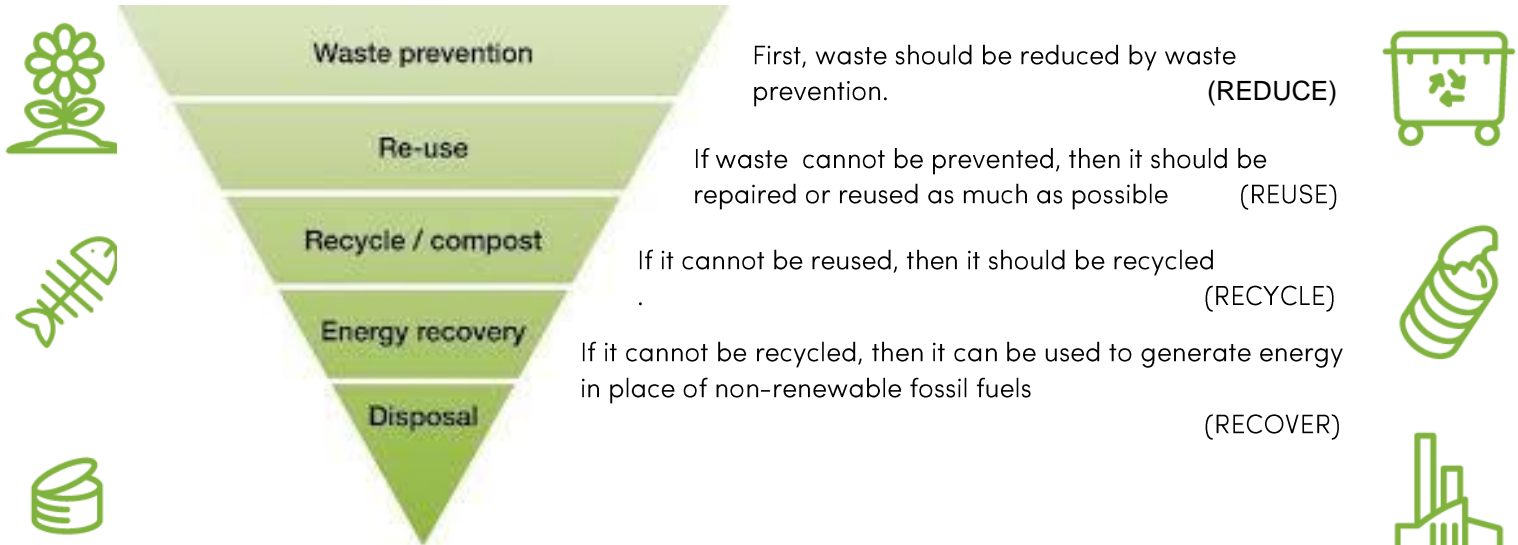 Waste prevention
First, waste should be reduced by waste
prevention. (REDUCE)
Re-use
If waste  cannot be prevented, then it should be
repaired or reused as much as possible (REUSE)
Recycle / compost
If it cannot be reused, then it should be recycled
. (RECYCLE)
Energy recovery
If it cannot be recycled, then it can be used to generate energy
in place of non-renewable fossil fuels
(RECOVER)
Disposal